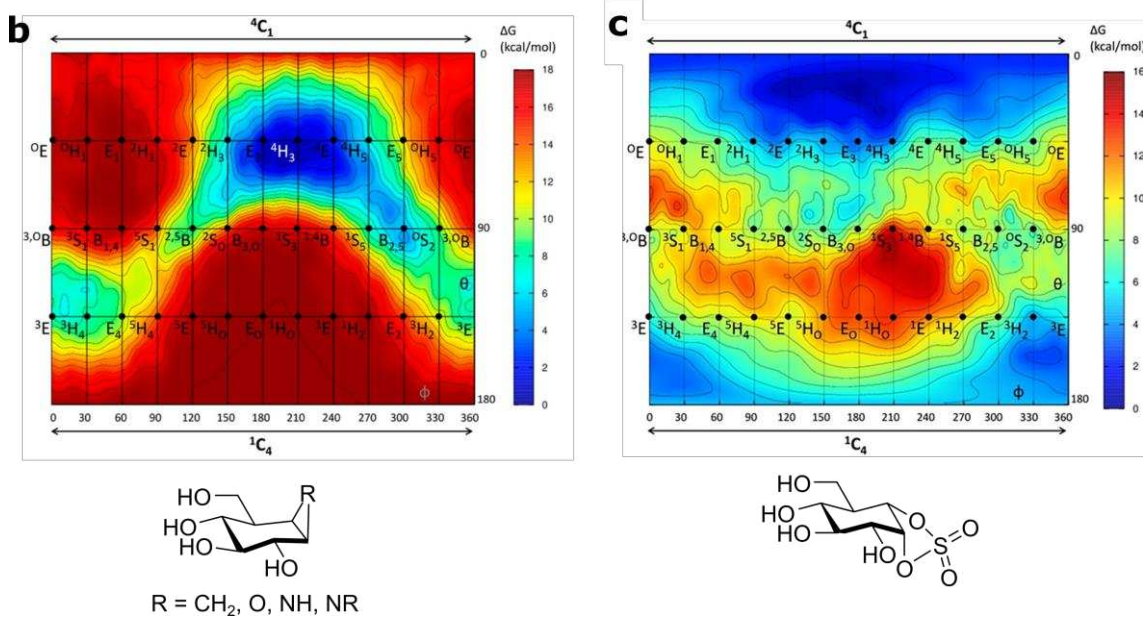 b
⁴C₁
ΔG
(kcal/mol)
0
18
16
14
12
10
8
6
4
2
0
ᴼE ᴼH₁ E₁ ²H₁ ²E ²H₃ E₃ ⁴H₃ ⁴E ⁴H₅ E₅ ᴼH₅ ᴼE
³,ᴼB ³S₁ B₁,₄ ⁵S₁ ²,⁵B ²Sₒ B₃,ₒ ¹S₃ ¹,⁴B ¹S₅ B₂,₅ ᴼS₂ ³,ᴼB
90
θ
³E ³H₄ E₄ ⁵H₄ ⁵E ⁵Hₒ Eₒ ¹Hₒ ¹E ¹H₂ E₂ ³H₂ ³E
ϕ
180
0 30 60 90 120 150 180 210 240 270 300 330 360
¹C₄
HO
R
HO
HO
OH
R = CH₂, O, NH, NR
c
⁴C₁
ΔG
(kcal/mol)
0
16
14
12
10
8
6
4
2
0
ᴼE ᴼH₁ E₁ ²H₁ ²E ²H₃ E₃ ⁴H₃ ⁴E ⁴H₅ E₅ ᴼH₅ ᴼE
³,ᴼB ³S₁ B₁,₄ ⁵S₁ ²,⁵B ²Sₒ B₃,ₒ ¹S₃ ¹,⁴B ¹S₅ B₂,₅ ᴼS₂ ³,ᴼB
90
θ
³E ³H₄ E₄ ⁵H₄ ⁵E ⁵Hₒ Eₒ ¹Hₒ ¹E ¹H₂ E₂ ³H₂ ³E
ϕ
180
0 30 60 90 120 150 180 210 240 270 300 330 360
¹C₄
HO
HO
HO
HO
O
S
O
O
O